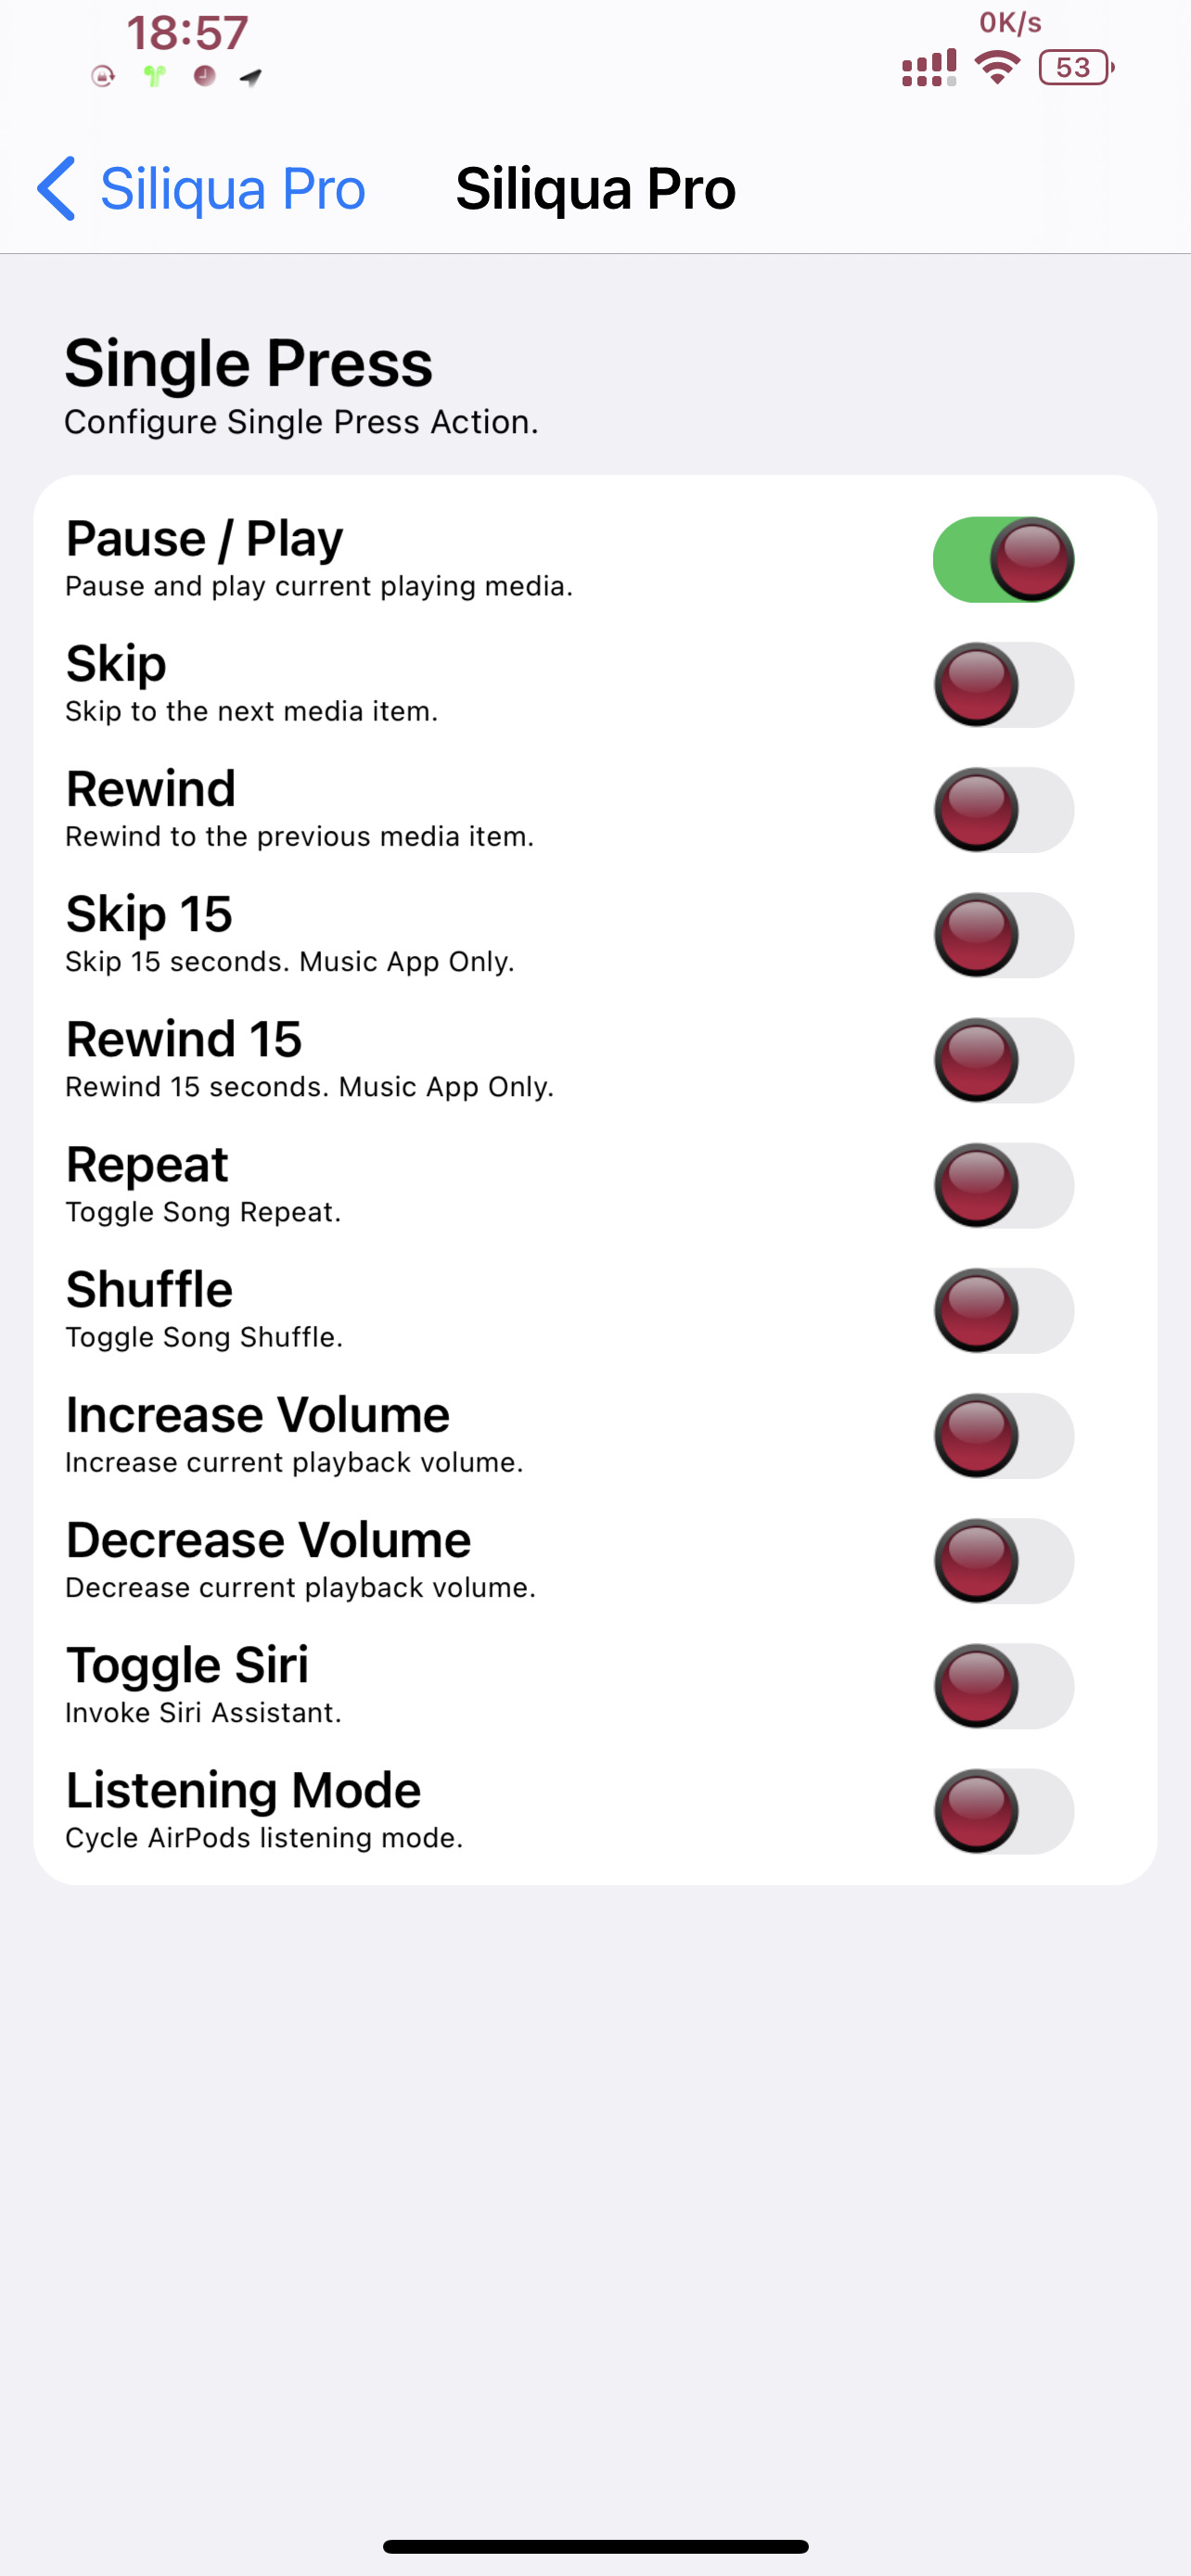 18:57
0K/s
53
Siliqua Pro
Siliqua Pro
Single Press
Configure Single Press Action.
Pause / Play
Pause and play current playing media.
Skip
Skip to the next media item.
Rewind
Rewind to the previous media item.
Skip 15
Skip 15 seconds. Music App Only.
Rewind 15
Rewind 15 seconds. Music App Only.
Repeat
Toggle Song Repeat.
Shuffle
Toggle Song Shuffle.
Increase Volume
Increase current playback volume.
Decrease Volume
Decrease current playback volume.
Toggle Siri
Invoke Siri Assistant.
Listening Mode
Cycle AirPods listening mode.